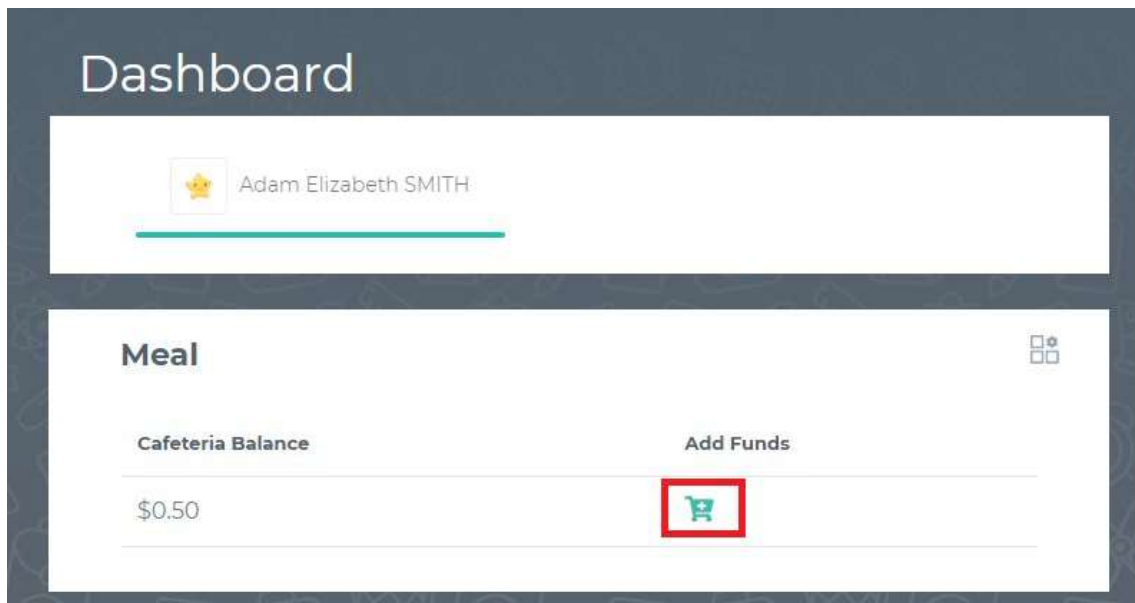 Dashboard
Adam Elizabeth SMITH
Meal
Cafeteria Balance Add Funds
$0.50